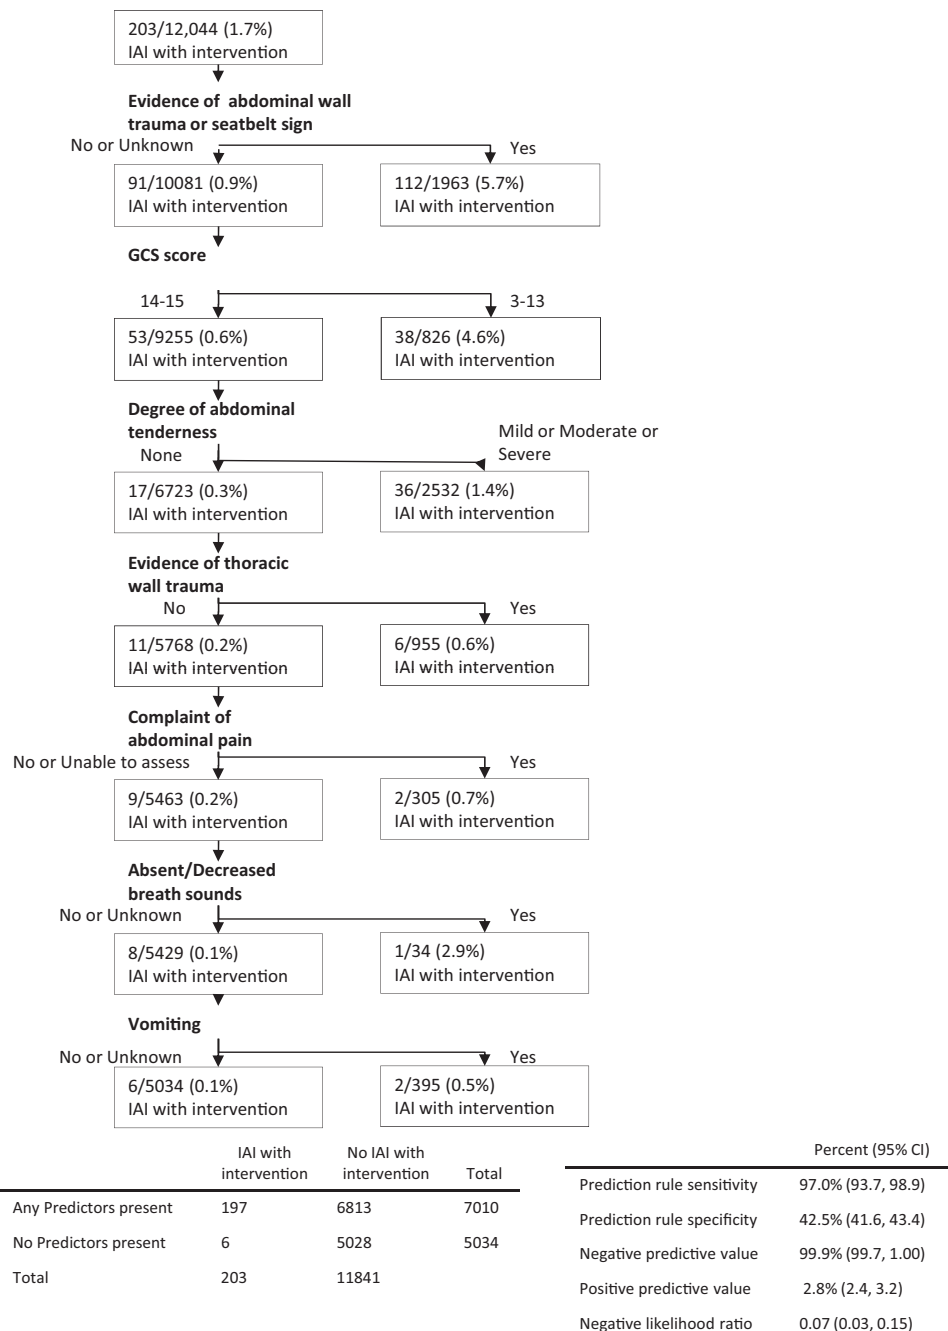 203/12,044 (1.7%)
IAI with intervention
Evidence of abdominal wall
trauma or seatbelt sign
No or Unknown
Yes
91/10081 (0.9%)
IAI with intervention
112/1963 (5.7%)
IAI with intervention
GCS score
14-15
3-13
53/9255 (0.6%)
IAI with intervention
38/826 (4.6%)
IAI with intervention
Degree of abdominal
tenderness
None
Mild or Moderate or
Severe
17/6723 (0.3%)
IAI with intervention
36/2532 (1.4%)
IAI with intervention
Evidence of thoracic
wall trauma
No
Yes
11/5768 (0.2%)
IAI with intervention
6/955 (0.6%)
IAI with intervention
Complaint of
abdominal pain
No or Unable to assess
Yes
9/5463 (0.2%)
IAI with intervention
2/305 (0.7%)
IAI with intervention
Absent/Decreased
breath sounds
No or Unknown
Yes
8/5429 (0.1%)
IAI with intervention
1/34 (2.9%)
IAI with intervention
Vomiting
No or Unknown
Yes
6/5034 (0.1%)
IAI with intervention
2/395 (0.5%)
IAI with intervention
IAI with intervention No IAI with intervention Total
Any Predictors present 197 6813 7010
No Predictors present 6 5028 5034
Total 203 11841
Percent (95% CI)
Prediction rule sensitivity 97.0% (93.7, 98.9)
Prediction rule specificity 42.5% (41.6, 43.4)
Negative predictive value 99.9% (99.7, 1.00)
Positive predictive value 2.8% (2.4, 3.2)
Negative likelihood ratio 0.07 (0.03, 0.15)